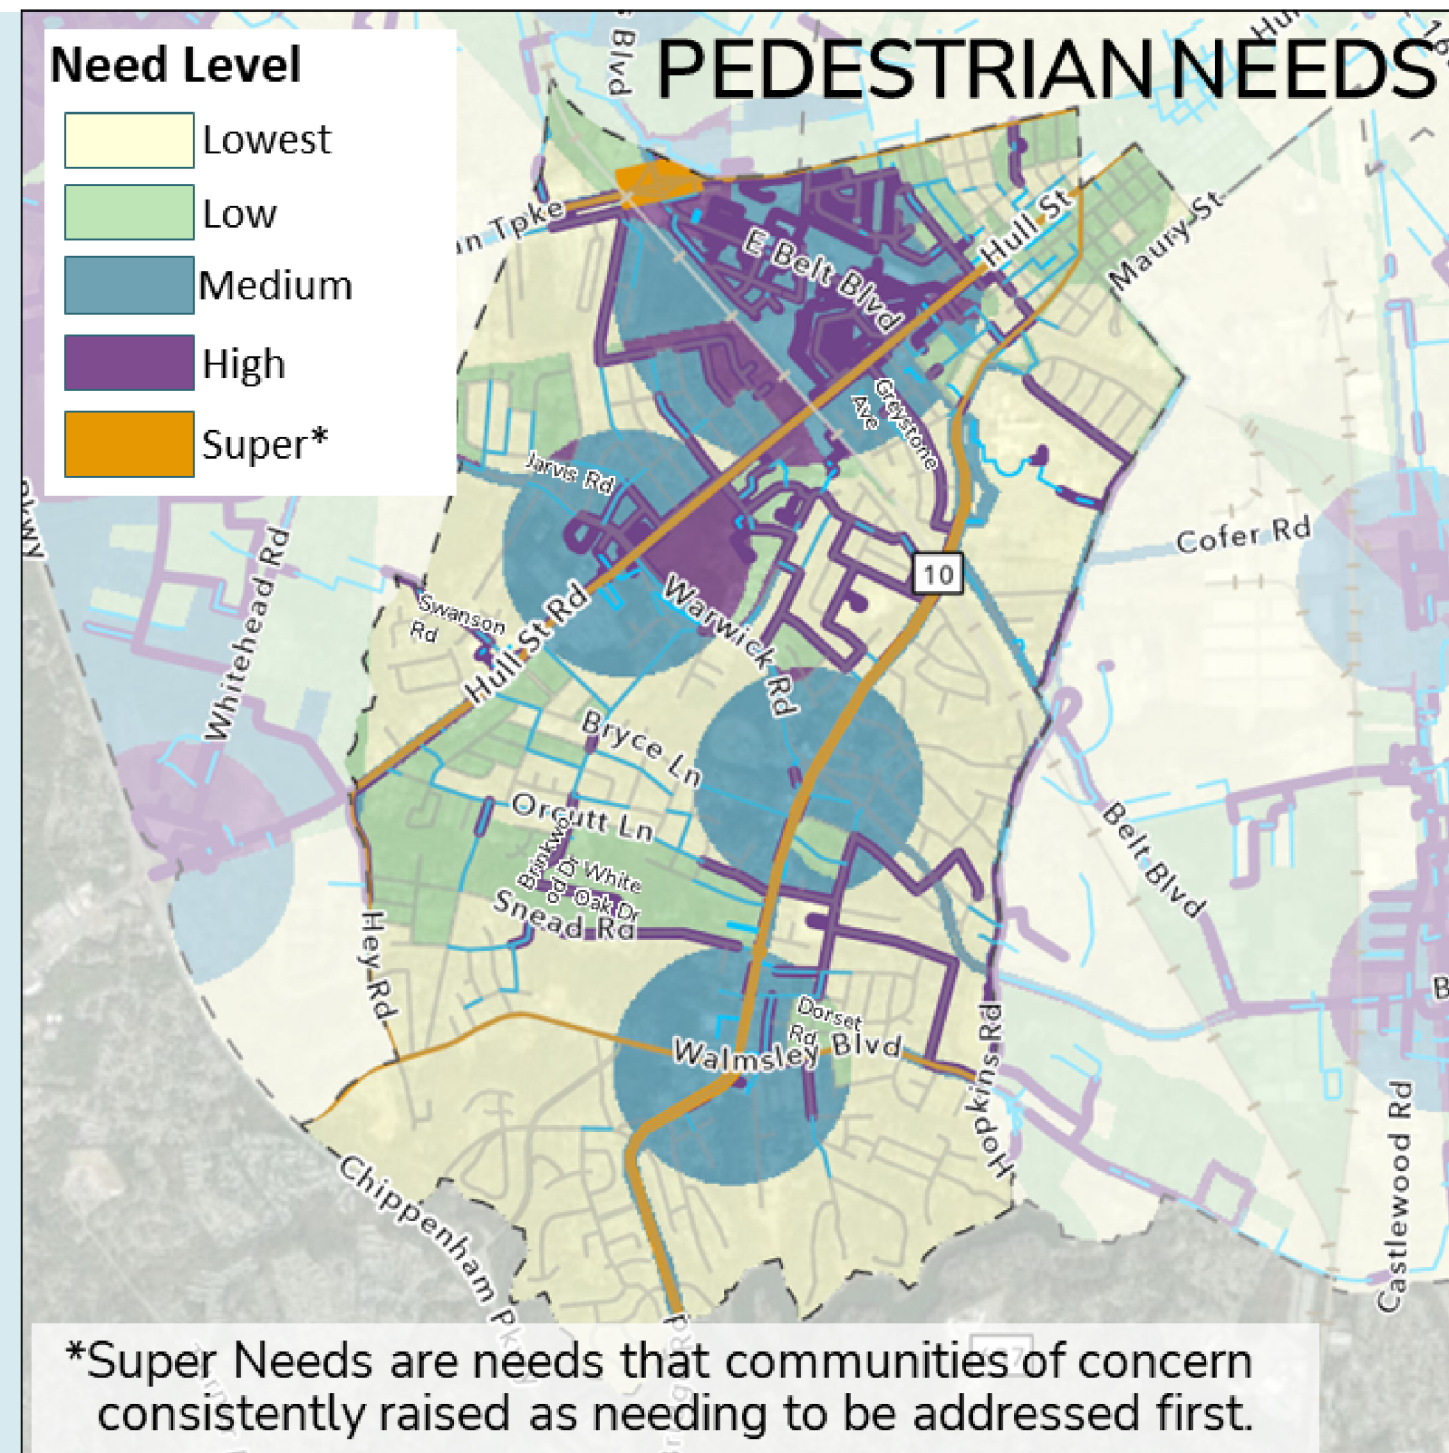 PEDESTRIAN NEEDS
Need Level
Lowest
Low
Medium
High
Super*
Blvd
Tpke
E Belt Blvd
Hull St
Maury St
Greystone
Ave
Jarvis Rd
Cofer Rd
10
Whitehead Rd
Swanson
Rd
Hull St Rd
Warwick Rd
Bryce Ln
Orcutt Ln
Brinkwo
od Dr
White
Oak Dr
Snead Rd
Belt Blvd
Hey Rd
Dorset
Rd
Walmsley Blvd
Hopkins Rd
Castlewood Rd
Chippenham Pkwy
*Super Needs are needs that communities of concern
consistently raised as needing to be addressed first.